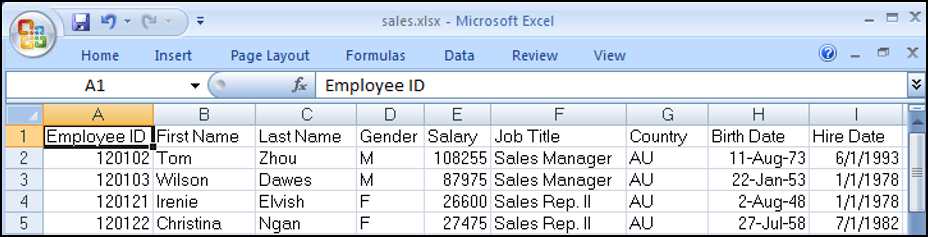 sales.xlsx - Microsoft Excel
Home Insert Page Layout Formulas Data Review View
A1 fx Employee ID
A B C D E F G H I
1 Employee ID First Name Last Name Gender Salary Job Title Country Birth Date Hire Date
2 120102 Tom Zhou M 108255 Sales Manager AU 11-Aug-73 6/1/1993
3 120103 Wilson Dawes M 87975 Sales Manager AU 22-Jan-53 1/1/1978
4 120121 Irenie Elvish F 26600 Sales Rep. II AU 2-Aug-48 1/1/1978
5 120122 Christina Ngan F 27475 Sales Rep. II AU 27-Jul-58 7/1/1982